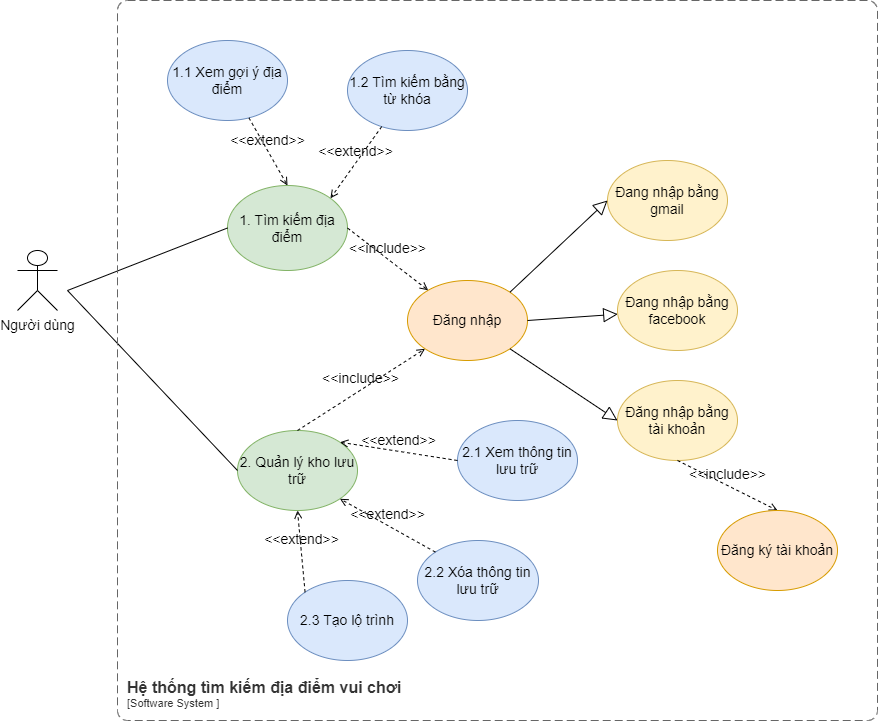 1.1 Xem gợi ý địa
điểm
1.2 Tìm kiếm bằng
từ khóa
<<extend>>
<<extend>>
Đang nhập bằng
gmail
1. Tìm kiếm địa
điểm
<<include>>
Người dùng
Đăng nhập
Đang nhập bằng
facebook
<<include>>
Đăng nhập bằng
tài khoản
<<extend>>
2. Quản lý kho lưu
trữ
2.1 Xem thông tin
lưu trữ
<<include>>
<<extend>>
<<extend>>
Đăng ký tài khoản
2.2 Xóa thông tin
lưu trữ
2.3 Tạo lộ trình
Hệ thống tìm kiếm địa điểm vui chơi
[Software System ]